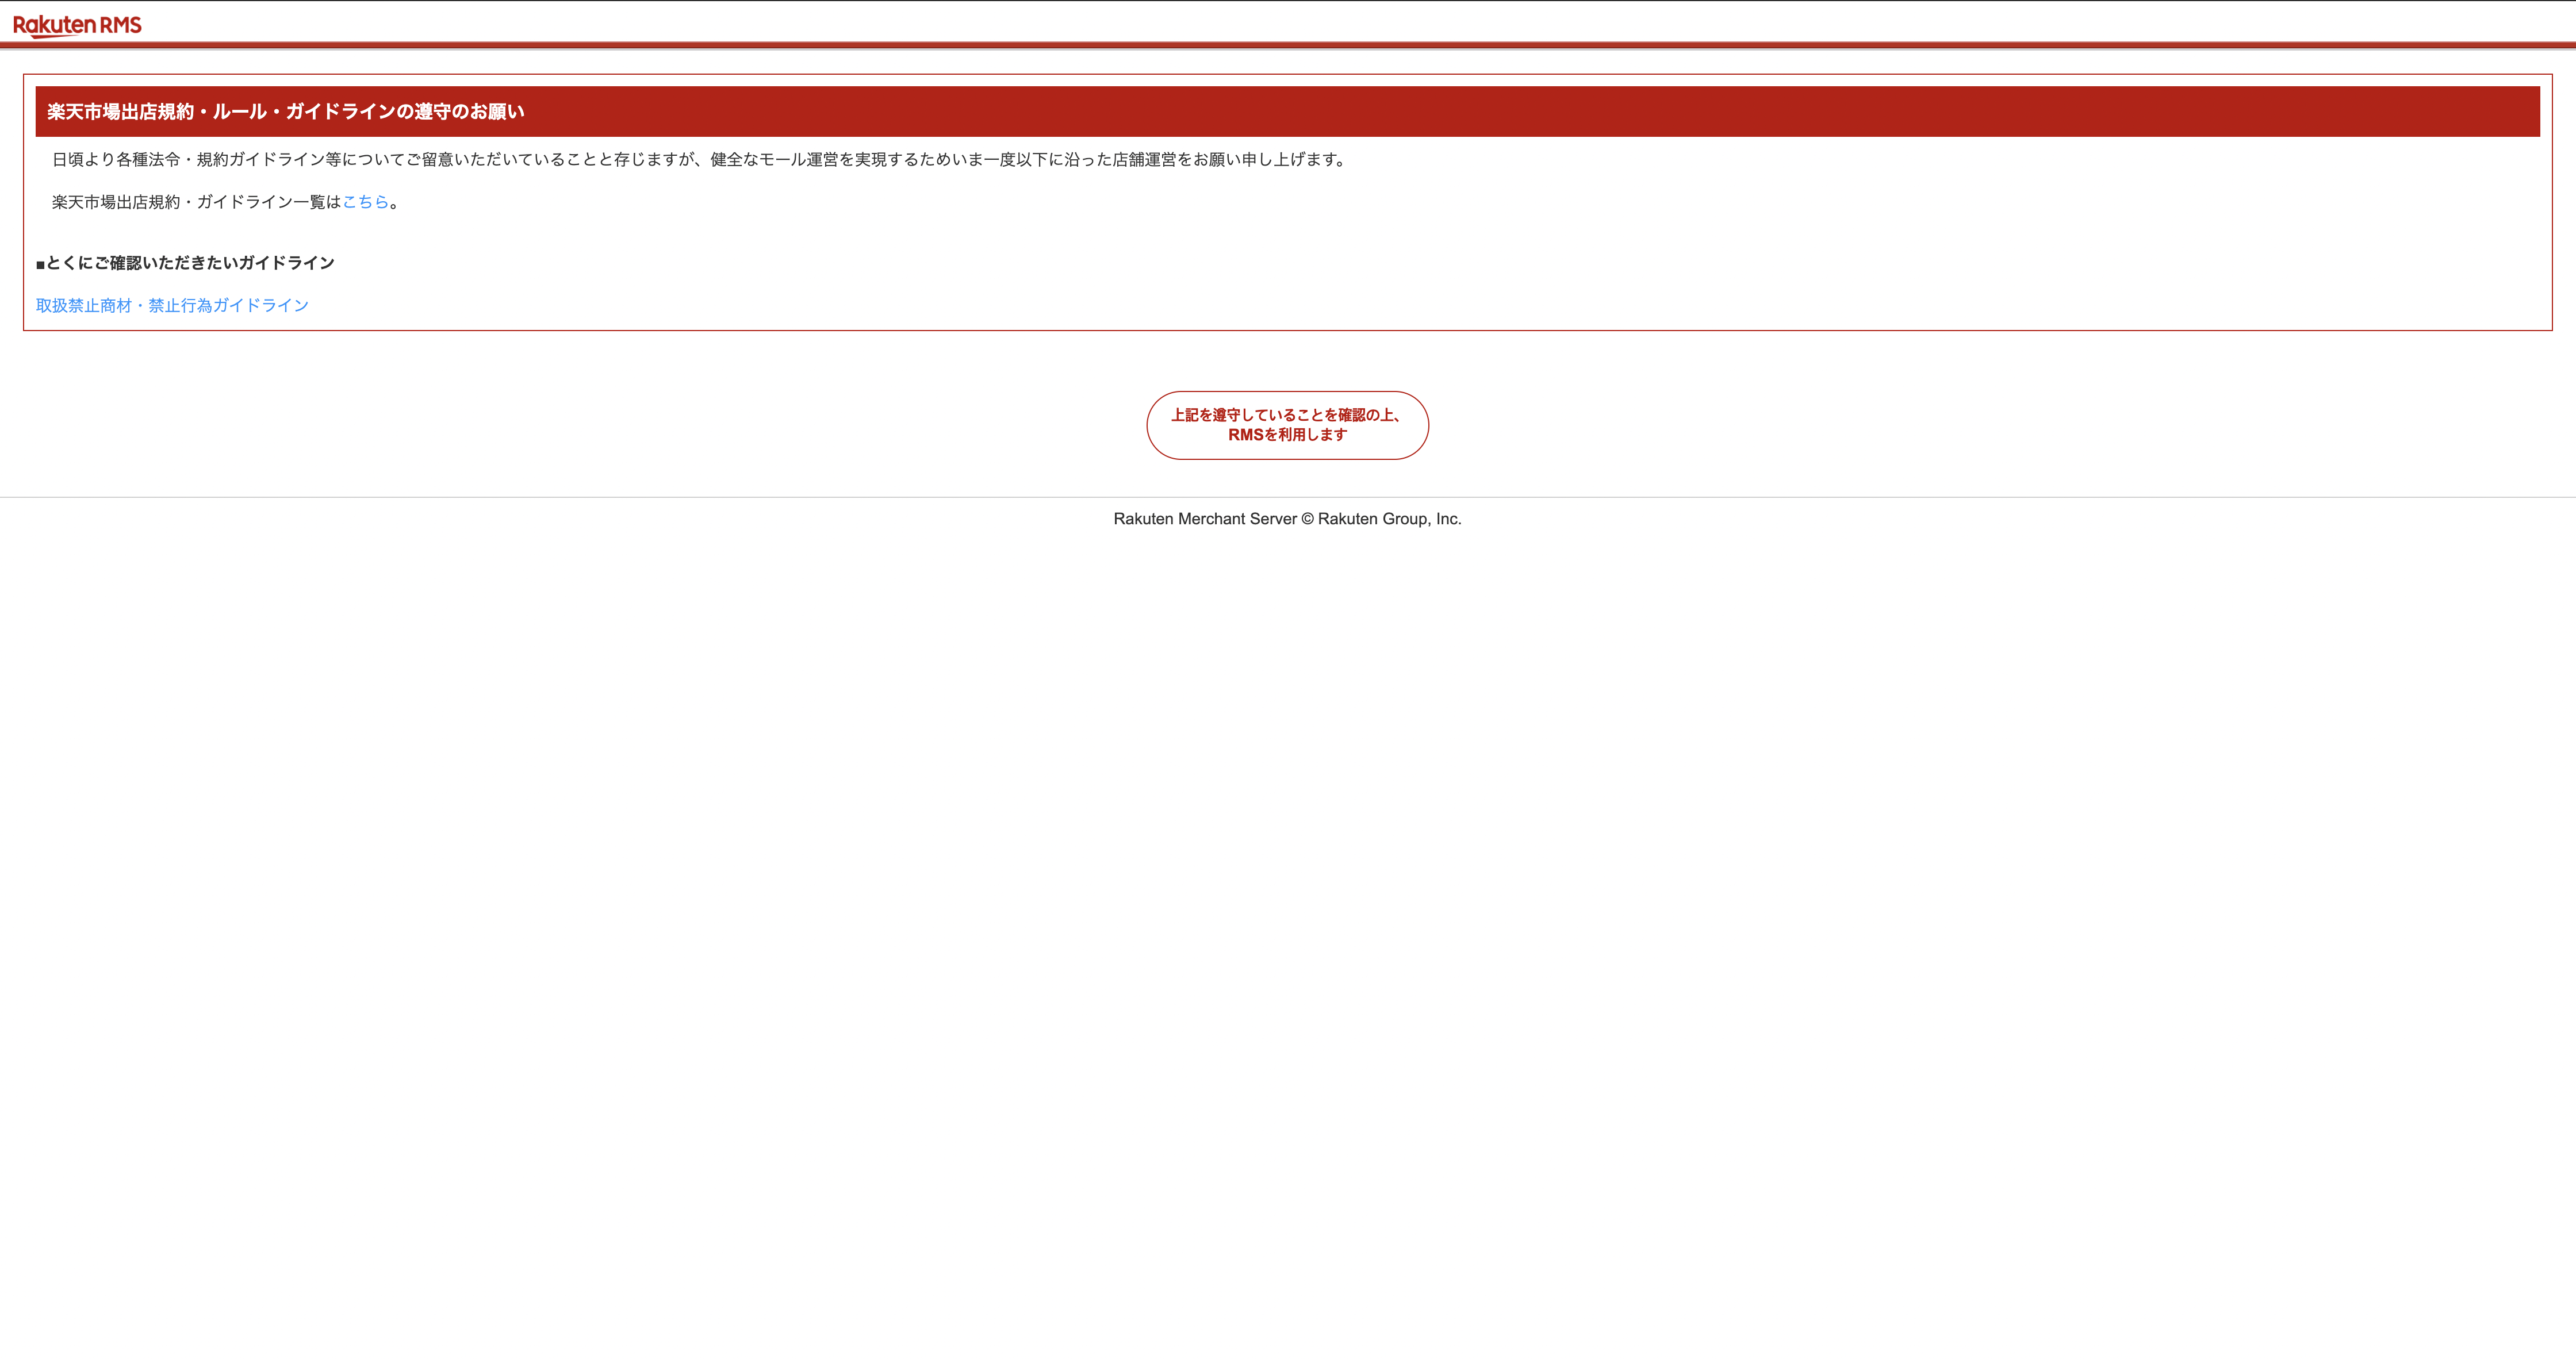 Rakuten RMS
楽天市場出店規約・ルール・ガイドラインの遵守のお願い
日頃より各種法令・規約ガイドライン等についてご留意いただいていることと存じますが、健全なモール運営を実現するためいま一度以下に沿った店舗運営をお願い申し上げます。
楽天市場出店規約・ガイドライン一覧はこちら。
■とくにご確認いただきたいガイドライン
取扱禁止商材・禁止行為ガイドライン
上記を遵守していることを確認の上、
RMSを利用します
Rakuten Merchant Server © Rakuten Group, Inc.